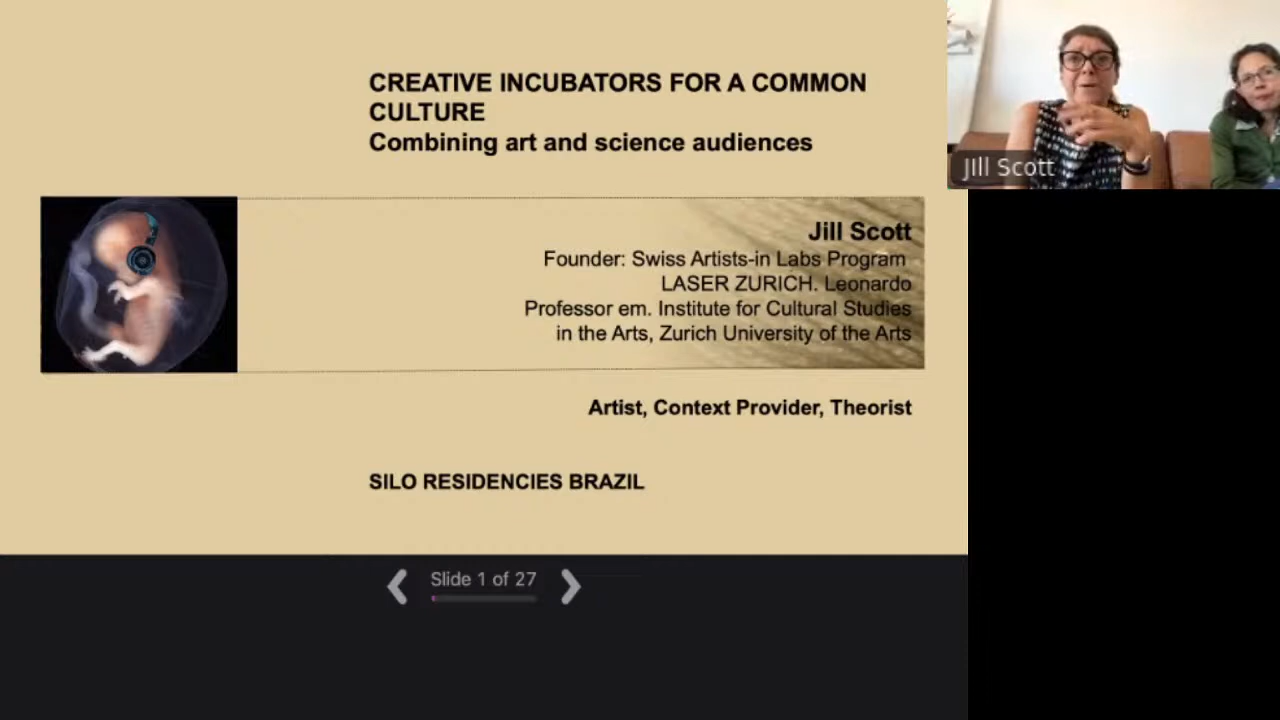 CREATIVE INCUBATORS FOR A COMMON
CULTURE
Combining art and science audiences
JIll Scott
Jill Scott
Founder: Swiss Artists-in Labs Program
LASER ZURICH. Leonardo
Professor em. Institute for Cultural Studies
in the Arts, Zurich University of the Arts
Artist, Context Provider, Theorist
SILO RESIDENCIES BRAZIL
Slide 1 of 27